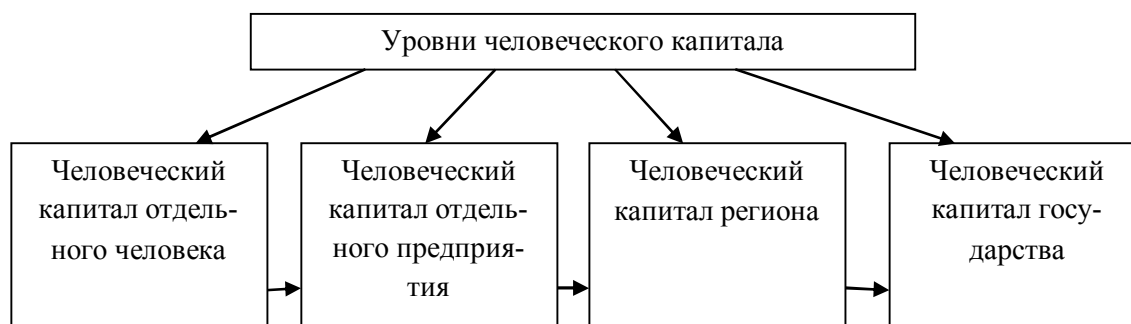 Уровни человеческого капитала
Человеческий
капитал отдель-
ного человека
Человеческий
капитал отдель-
ного предприя-
тия
Человеческий
капитал региона
Человеческий
капитал госу-
дарства